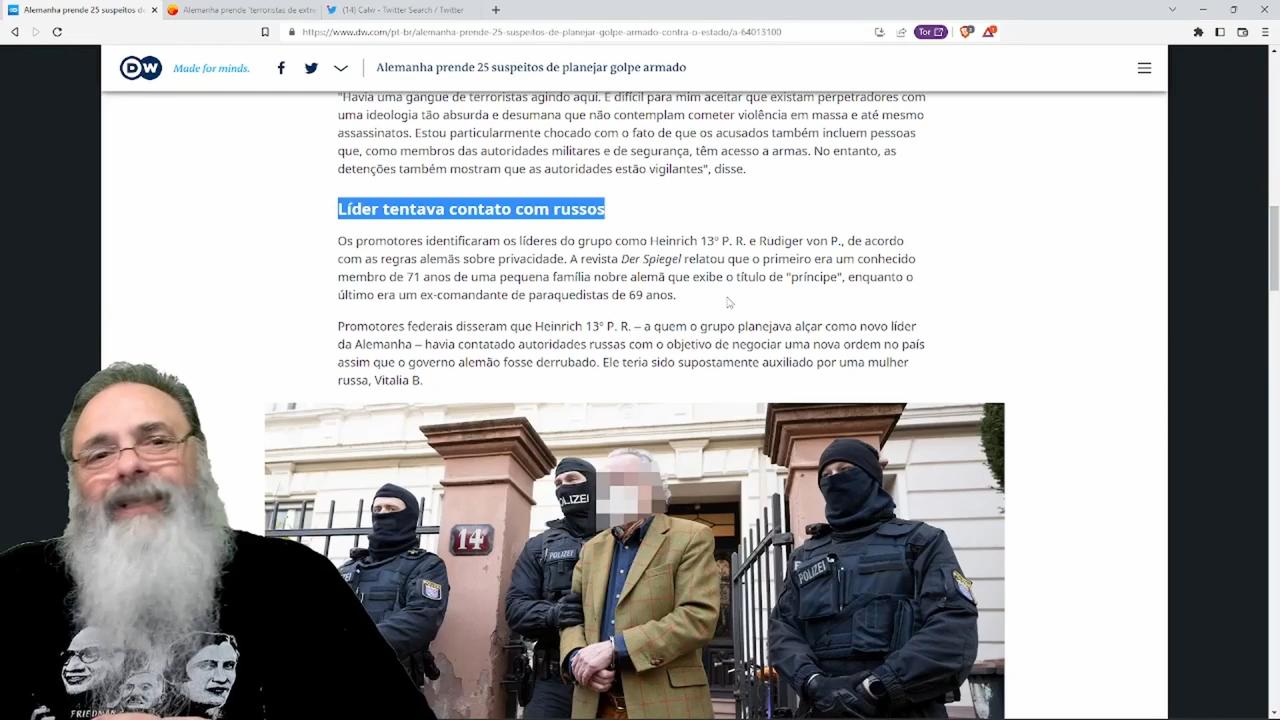 Alemanha prende 25 suspeitos de
Alemanha prende 'terroristas de extre
(14) Calw - Twitter Search / Twitter
https://www.dw.com/pt-br/alemanha-prende-25-suspeitos-de-planejar-golpe-armado-contra-o-estado/a-64013100
Tor
DW
Made for minds.
Alemanha prende 25 suspeitos de planejar golpe armado
"Havia uma gangue de terroristas agindo aqui. É difícil para mim aceitar que existam perpetradores com
uma ideologia tão absurda e desumana que não contemplam cometer violência em massa e até mesmo
assassinatos. Estou particularmente chocado com o fato de que os acusados também incluem pessoas
que, como membros das autoridades militares e de segurança, têm acesso a armas. No entanto, as
detenções também mostram que as autoridades estão vigilantes", disse.
Líder tentava contato com russos
Os promotores identificaram os líderes do grupo como Heinrich 13º P. R. e Rüdiger von P., de acordo
com as regras alemãs sobre privacidade. A revista Der Spiegel relatou que o primeiro era um conhecido
membro de 71 anos de uma pequena família nobre alemã que exibe o título de "príncipe", enquanto o
último era um ex-comandante de paraquedistas de 69 anos.
Promotores federais disseram que Heinrich 13º P. R. – a quem o grupo planejava alçar como novo líder
da Alemanha – havia contatado autoridades russas com o objetivo de negociar uma nova ordem no país
assim que o governo alemão fosse derrubado. Ele teria sido supostamente auxiliado por uma mulher
russa, Vitalia B.
POLIZEI
14
POLIZEI
POLIZEI